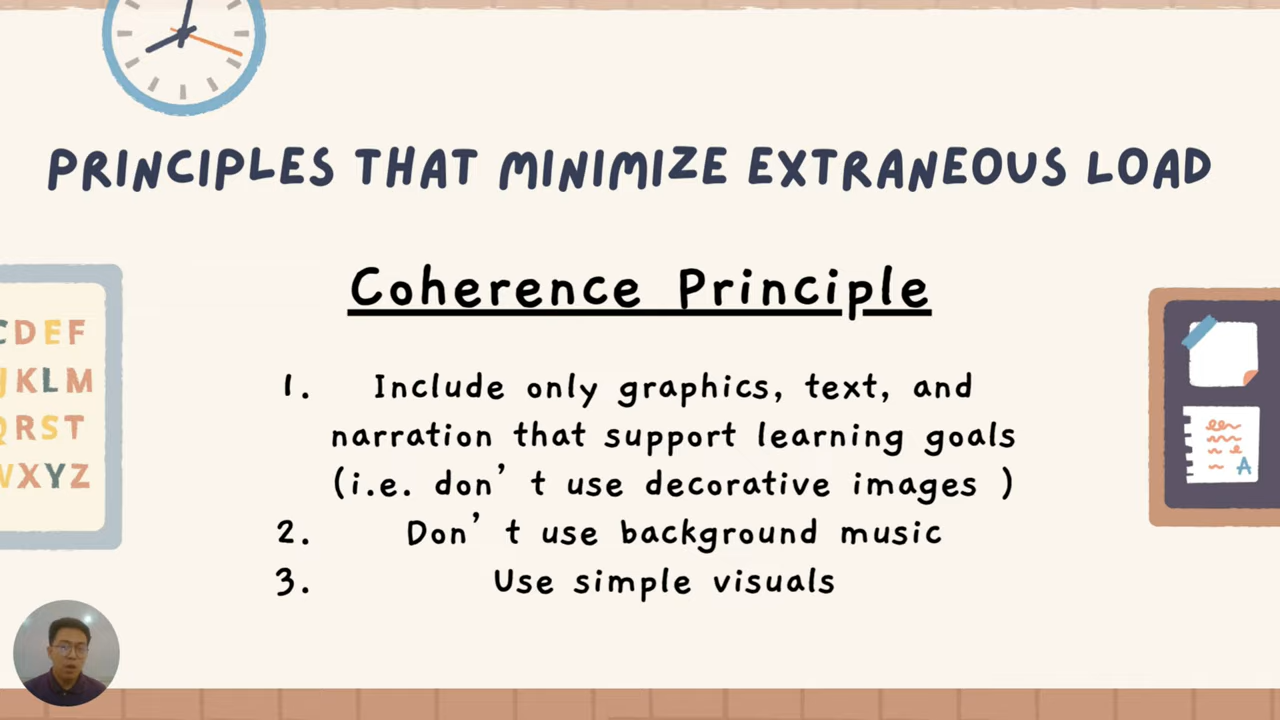 PRINCIPLES THAT MINIMIZE EXTRANEOUS LOAD
Coherence Principle
1. Include only graphics, text, and
narration that support learning goals
(i.e. don’t use decorative images )
2. Don’t use background music
3. Use simple visuals
CDEF
JKLM
QRST
WXYZ
A